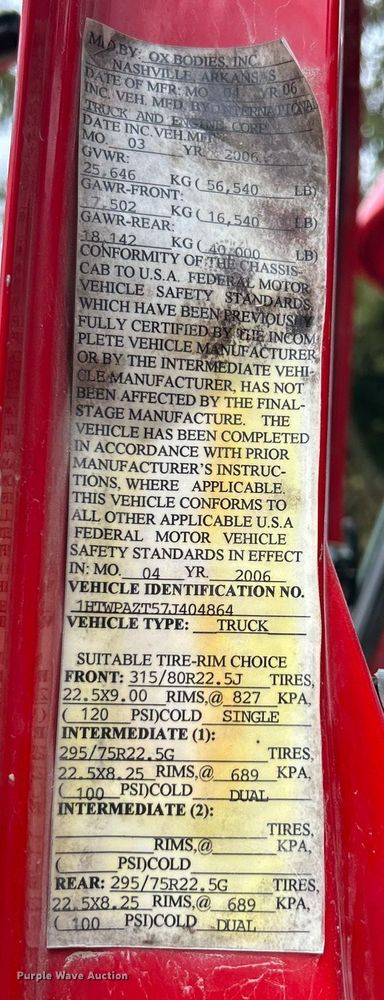 M.D.BY: OX BODIES, INC.
NASHVILLE, ARKANSAS
DATE OF MFR: MO 04 YR 06
INC. VEH. MFD. BY INTERNATIONAL
TRUCK AND ENGINE CORP.
DATE INC.VEH.MFD.
MO. 03 YR. 2006
GVWR:
25,646 KG ( 56,540 LB)
GAWR-FRONT:
7,502 KG ( 16,540 LB)
GAWR-REAR:
18,142 KG ( 40,000 LB)
CONFORMITY OF THE CHASSIS-
CAB TO U.S.A. FEDERAL MOTOR
VEHICLE SAFETY STANDARDS
WHICH HAVE BEEN PREVIOUSLY
FULLY CERTIFIED BY THE INCOM
PLETE VEHICLE MANUFACTURER
OR BY THE INTERMEDIATE VEHI-
CLE MANUFACTURER, HAS NOT
BEEN AFFECTED BY THE FINAL-
STAGE MANUFACTURE. THE
VEHICLE HAS BEEN COMPLETED
IN ACCORDANCE WITH PRIOR
MANUFACTURER'S INSTRUC-
TIONS, WHERE APPLICABLE.
THIS VEHICLE CONFORMS TO
ALL OTHER APPLICABLE U.S.A
FEDERAL MOTOR VEHICLE
SAFETY STANDARDS IN EFFECT
IN: MO. 04 YR. 2006
VEHICLE IDENTIFICATION NO.
1HTWPAZT57J404864
VEHICLE TYPE: TRUCK
SUITABLE TIRE-RIM CHOICE
FRONT: 315/80R22.5J TIRES,
22.5X9.00 RIMS,@ 827 KPA,
( 120 PSI)COLD SINGLE
INTERMEDIATE (1):
295/75R22.5G TIRES,
22.5X8.25 RIMS,@ 689 KPA,
( 100 PSI)COLD DUAL
INTERMEDIATE (2):
TIRES,
RIMS,@ KPA,
( PSI)COLD
REAR: 295/75R22.5G TIRES,
22.5X8.25 RIMS,@ 689 KPA,
( 100 PSI)COLD DUAL
Purple Wave Auction